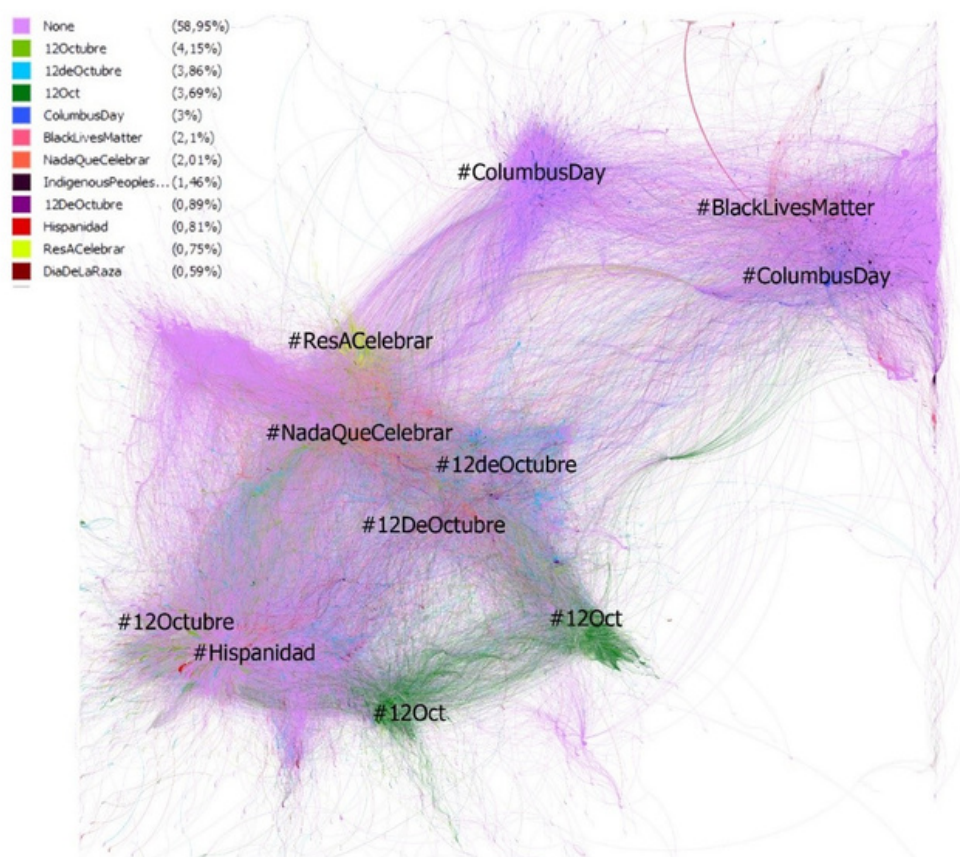 None (58,95%)
12Octubre (4,15%)
12deOctubre (3,86%)
12Oct (3,69%)
ColumbusDay (3%)
BlackLivesMatter (2,1%)
NadaQueCelebrar (2,01%)
IndigenousPeoples... (1,46%)
12DeOctubre (0,89%)
Hispanidad (0,81%)
ResACelebrar (0,75%)
DiaDeLaRaza (0,59%)
#ColumbusDay
#BlackLivesMatter
#ColumbusDay
#ResACelebrar
#NadaQueCelebrar
#12deOctubre
#12DeOctubre
#12Octubre
#12Oct
#Hispanidad
#12Oct